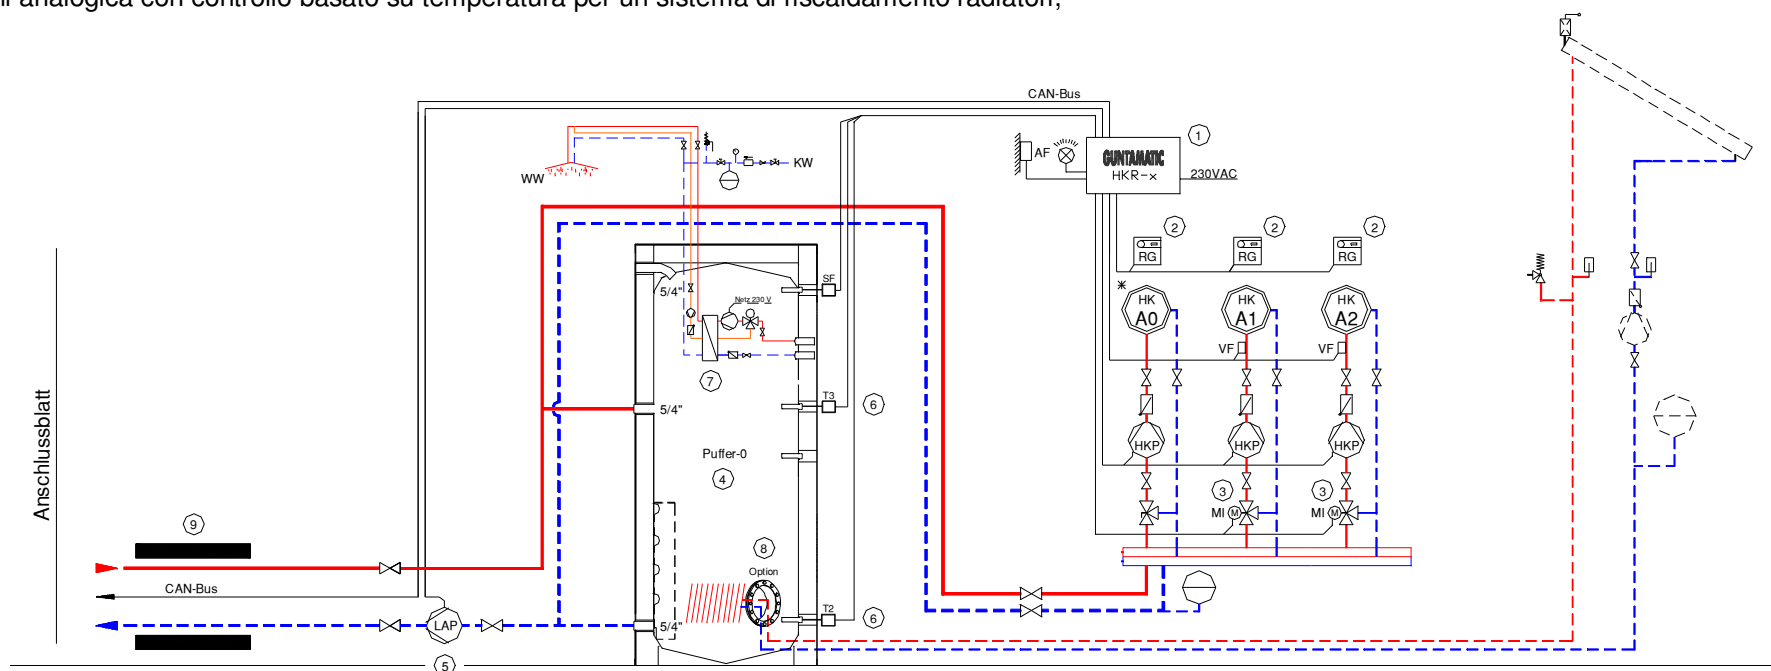 analogica con controllo basato su temperatura per un sistema di riscaldamento radiatori,
CAN-Bus
1
AF
GUNTAMATIC
HKR-x
230VAC
KW
WW
2
2
2
RG
RG
RG
SF
5/4"
Netz 230 V
*
HK
A0
HK
A1
HK
A2
VF
VF
7
T3
6
5/4"
HKP
HKP
HKP
Puffer-0
4
Anschlussblatt
3
3
MI
M
MI
M
9
8
Option
CAN-Bus
T2
6
LAP
5/4"
5